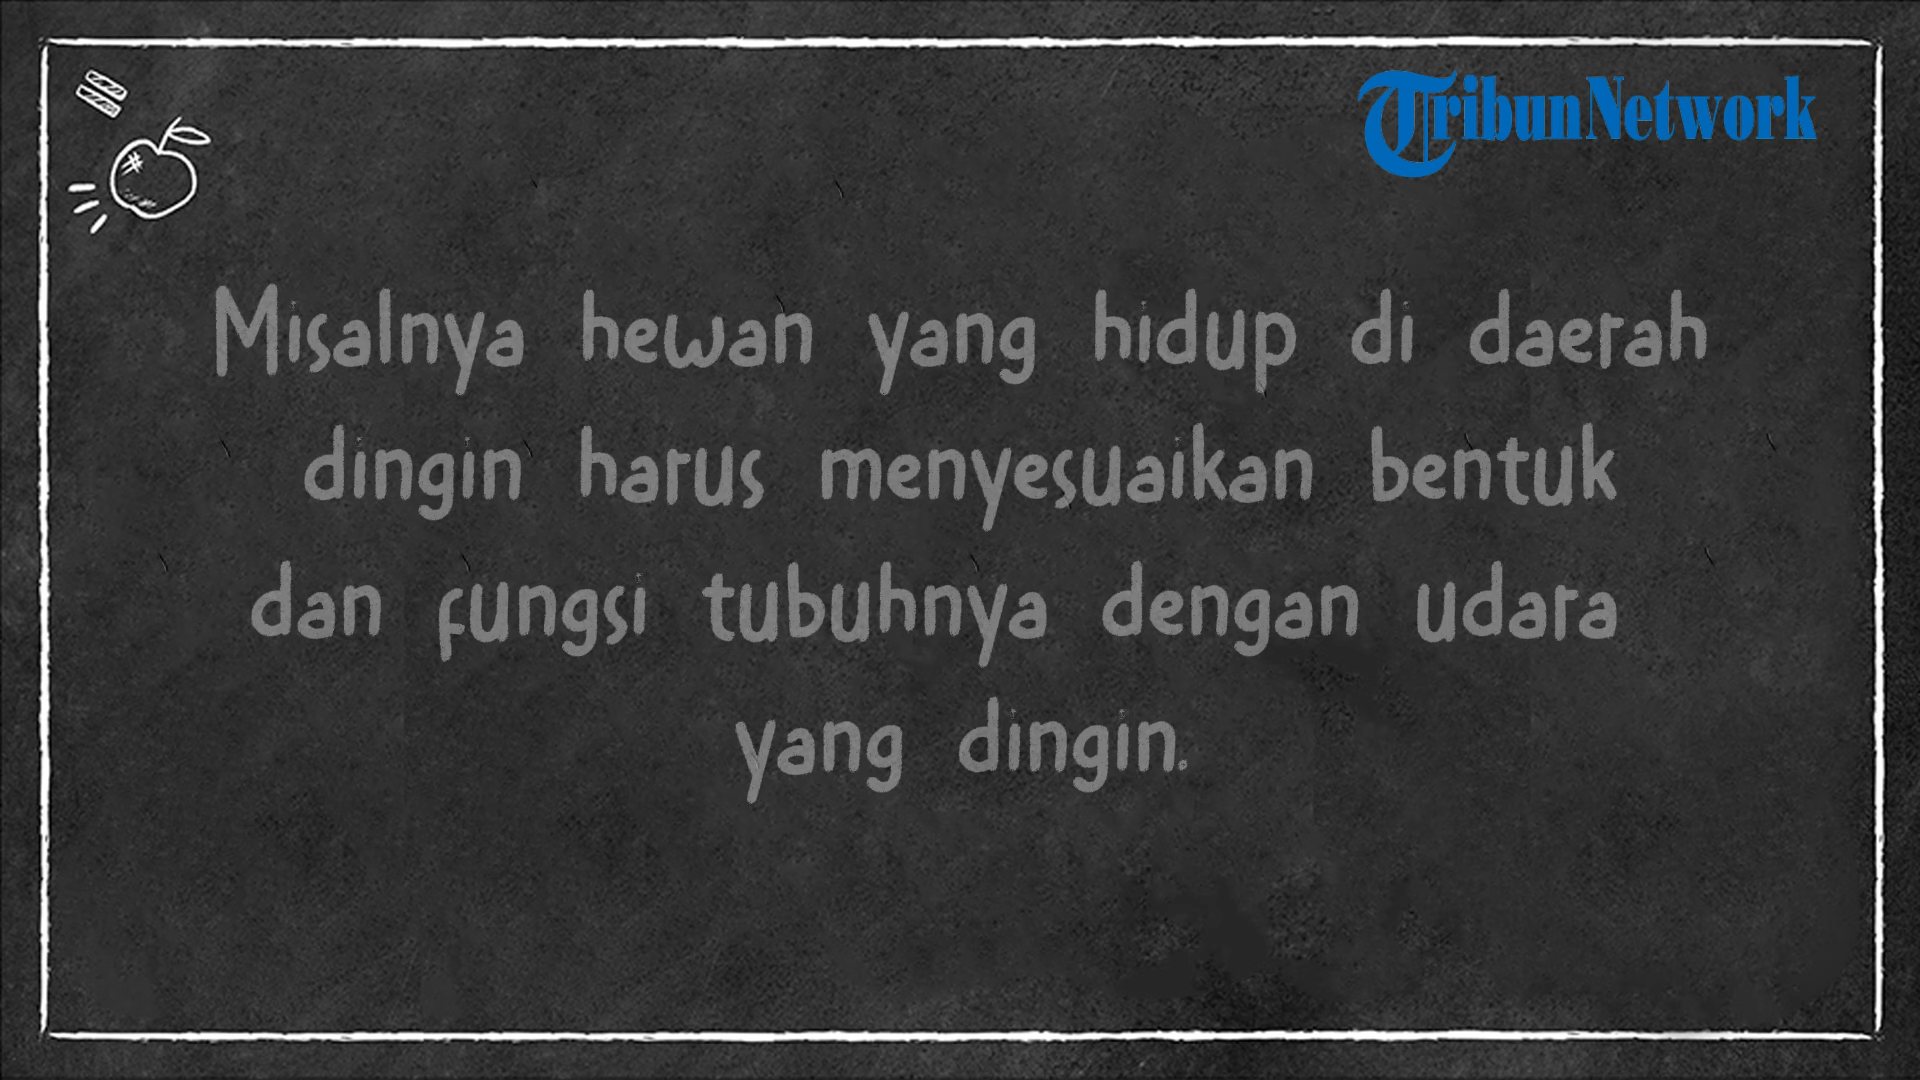 TribunNetwork
Misalnya hewan yang hidup di daerah
dingin harus menyesuaikan bentuk
dan fungsi tubuhnya dengan udara
yang dingin.